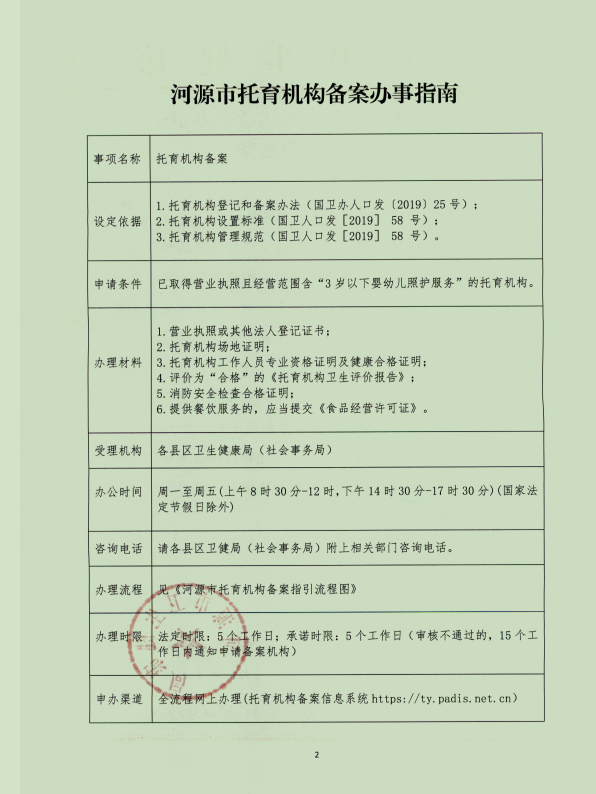 河源市托育机构备案办事指南
事项名称 托育机构备案
设定依据
1.托育机构登记和备案办法（国卫办人口发〔2019〕25号）；
2.托育机构设置标准（国卫人口发［2019］ 58 号）；
3.托育机构管理规范（国卫人口发［2019］ 58 号）。
申请条件 已取得营业执照且经营范围含“3岁以下婴幼儿照护服务”的托育机构。
办理材料
1.营业执照或其他法人登记证书；
2.托育机构场地证明；
3.托育机构工作人员专业资格证明及健康合格证明；
4.评价为“合格”的《托育机构卫生评价报告》；
5.消防安全检查合格证明；
6.提供餐饮服务的，应当提交《食品经营许可证》。
受理机构 各县区卫生健康局（社会事务局）
办公时间 周一至周五(上午8时30分-12时,下午14时30分-17时30分)(国家法
定节假日除外)
咨询电话 请各县区卫健局（社会事务局）附上相关部门咨询电话。
办理流程 见《河源市托育机构备案指引流程图》
办理时限 法定时限：5个工作日；承诺时限：5个工作日（审核不通过的，15个工
作日内通知申请备案机构）
申办渠道 全流程网上办理(托育机构备案信息系统https://ty.padis.net.cn）
2